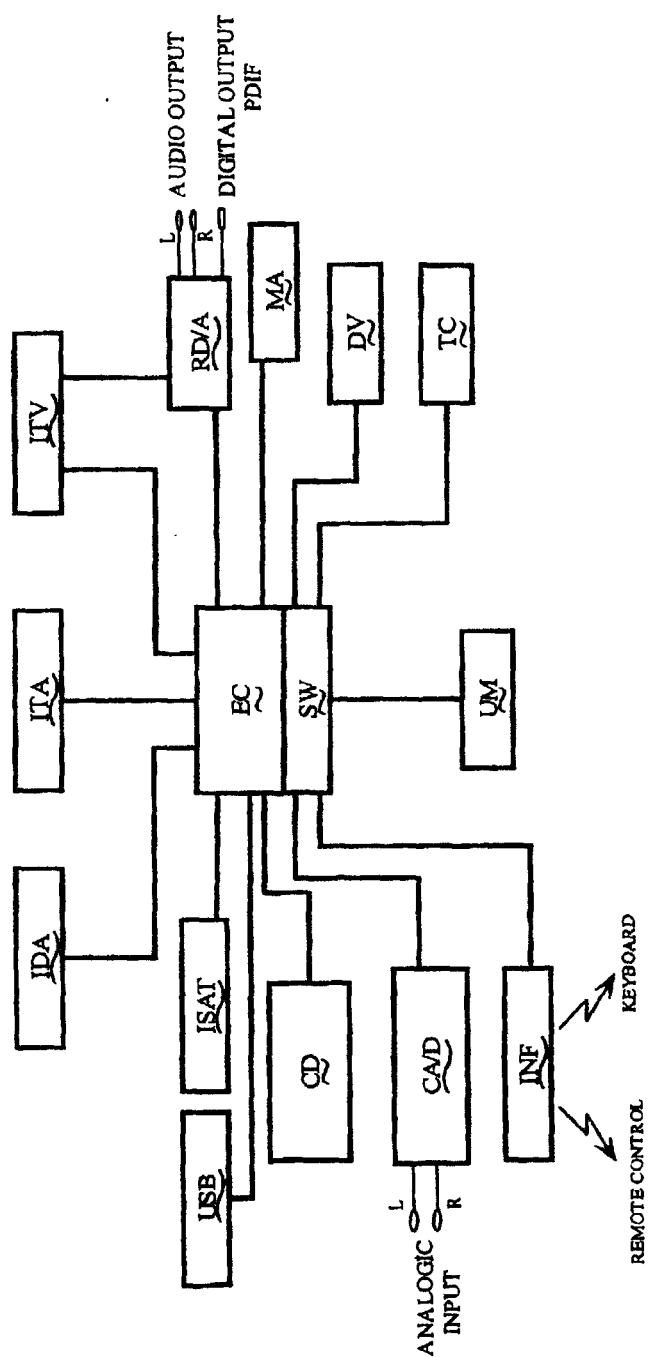 IDA
ITA
ITV
USB
ISAT
RD/A
L
R
AUDIO OUTPUT
DIGITAL OUTPUT
PDIF
CD
EC
MA
SW
DV
ANALOGIC
INPUT
L
R
CA/D
TC
INF
UM
REMOTE CONTROL
KEYBOARD